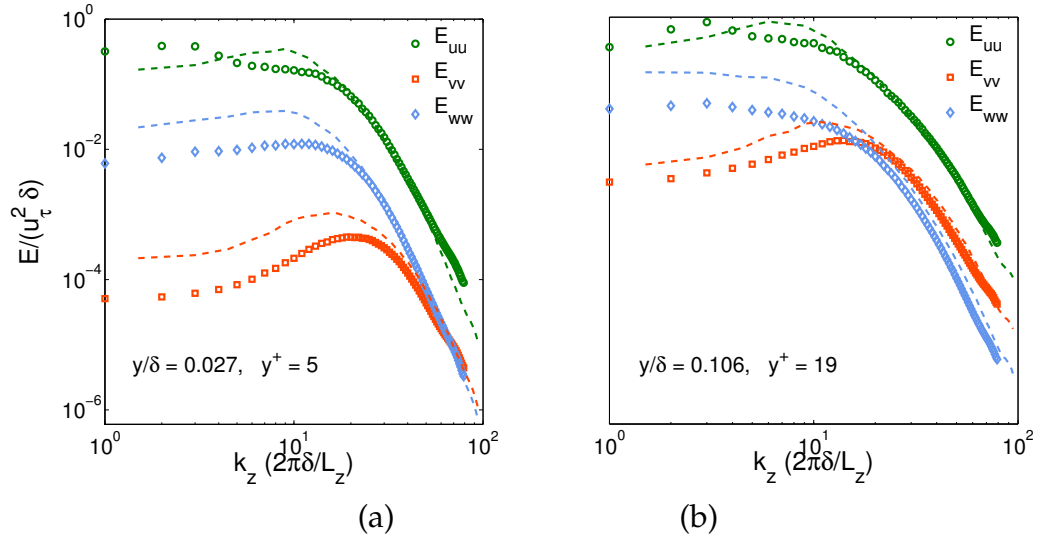 10^0
10^-2
10^-4
10^-6
E/(u_τ^2 δ)
E_uu
E_vv
E_ww
y/δ = 0.027, y^+ = 5
10^0 10^1 10^2
k_z (2πδ/L_z)
(a)
E_uu
E_vv
E_ww
y/δ = 0.106, y^+ = 19
10^0 10^1 10^2
k_z (2πδ/L_z)
(b)